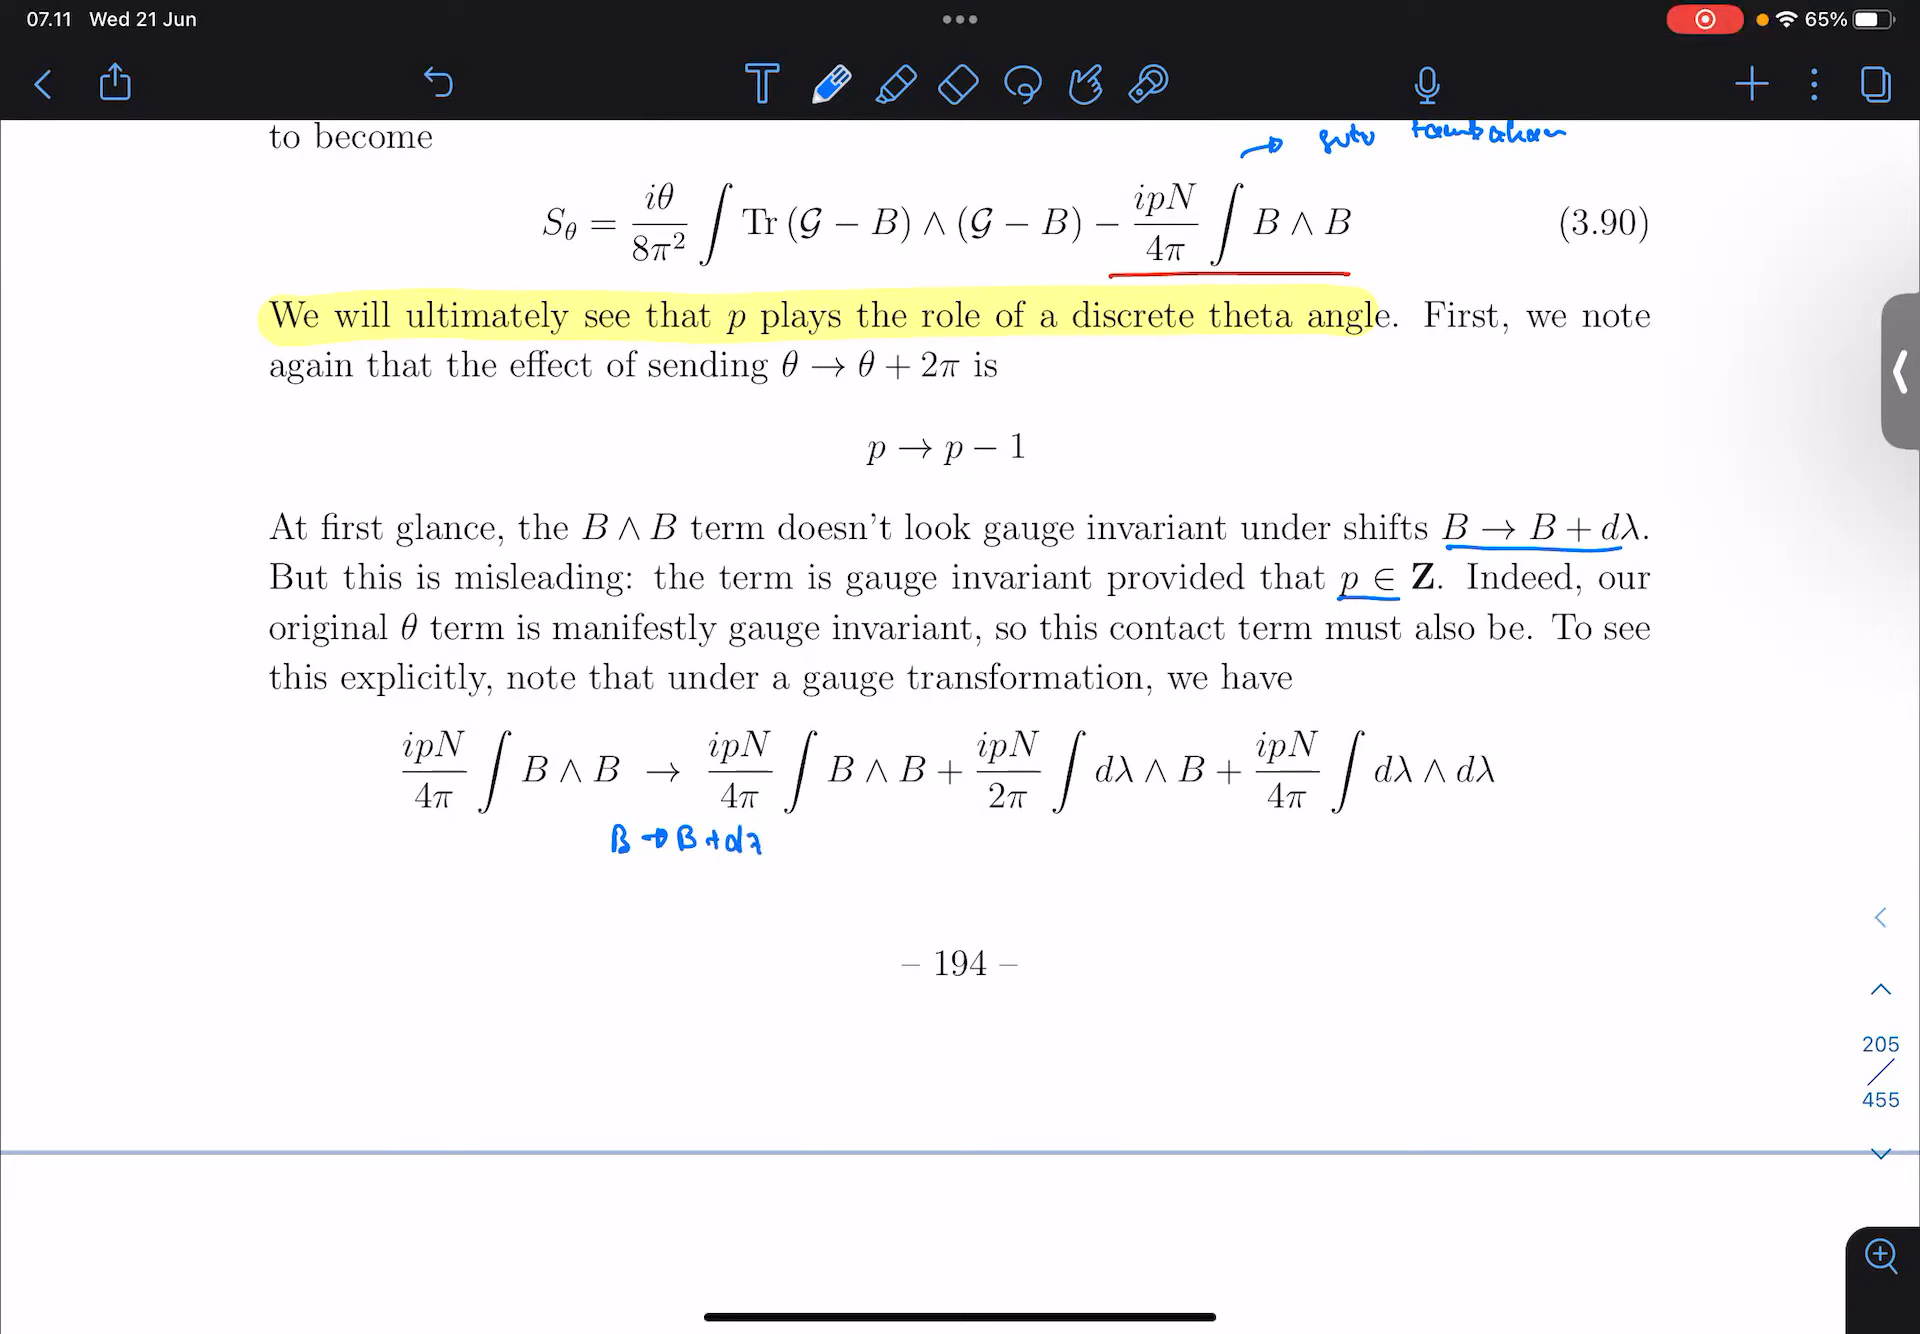 07.11 Wed 21 Jun
65%
to become
→ suku tambahan
S_θ = iθ/8π² ∫ Tr (𝒢 − B) ∧ (𝒢 − B) − ipN/4π ∫ B ∧ B (3.90)
We will ultimately see that p plays the role of a discrete theta angle. First, we note
again that the effect of sending θ → θ + 2π is
p → p − 1
At first glance, the B ∧ B term doesn't look gauge invariant under shifts B → B + dλ.
But this is misleading: the term is gauge invariant provided that p ∈ Z. Indeed, our
original θ term is manifestly gauge invariant, so this contact term must also be. To see
this explicitly, note that under a gauge transformation, we have
ipN/4π ∫ B ∧ B → ipN/4π ∫ B ∧ B + ipN/2π ∫ dλ ∧ B + ipN/4π ∫ dλ ∧ dλ
B → B + dλ
– 194 –
205
/
455